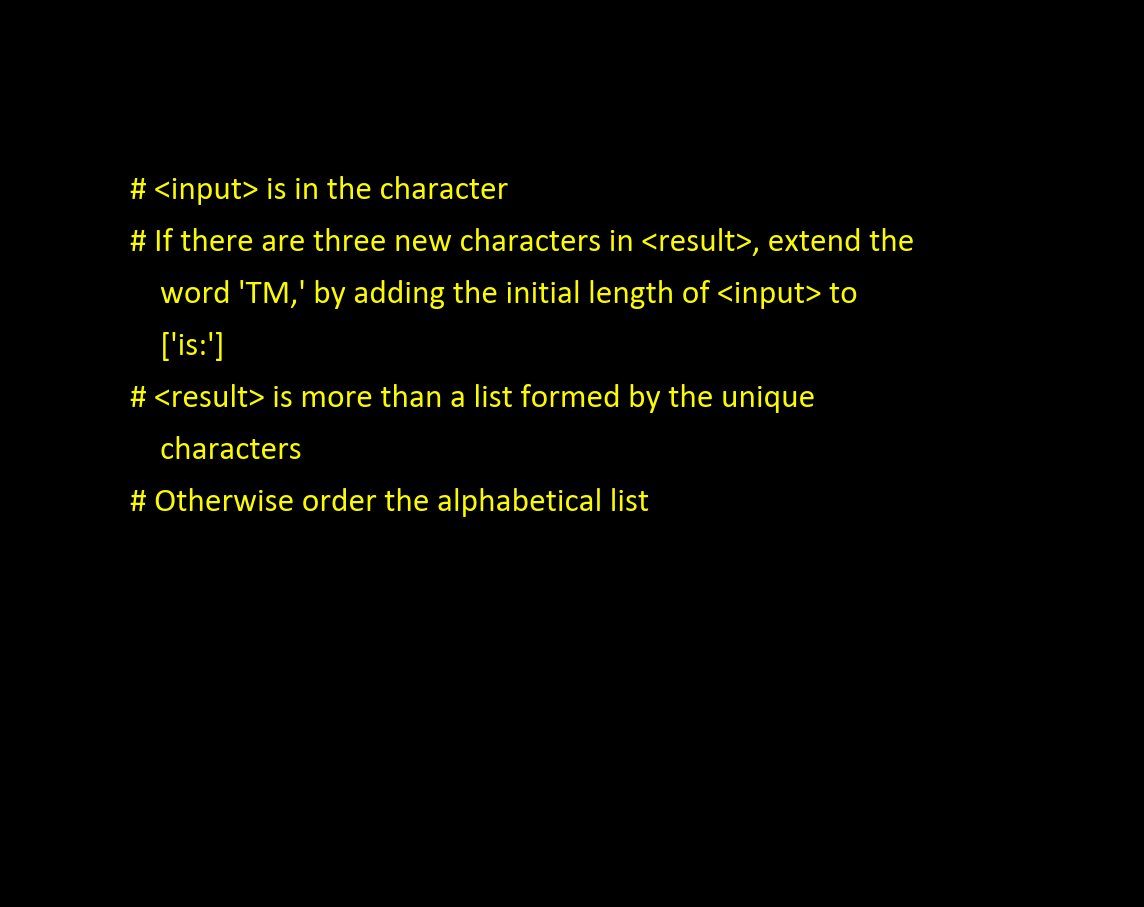 # <input> is in the character
# If there are three new characters in <result>, extend the
word 'TM,' by adding the initial length of <input> to
['is:']
# <result> is more than a list formed by the unique
characters
# Otherwise order the alphabetical list